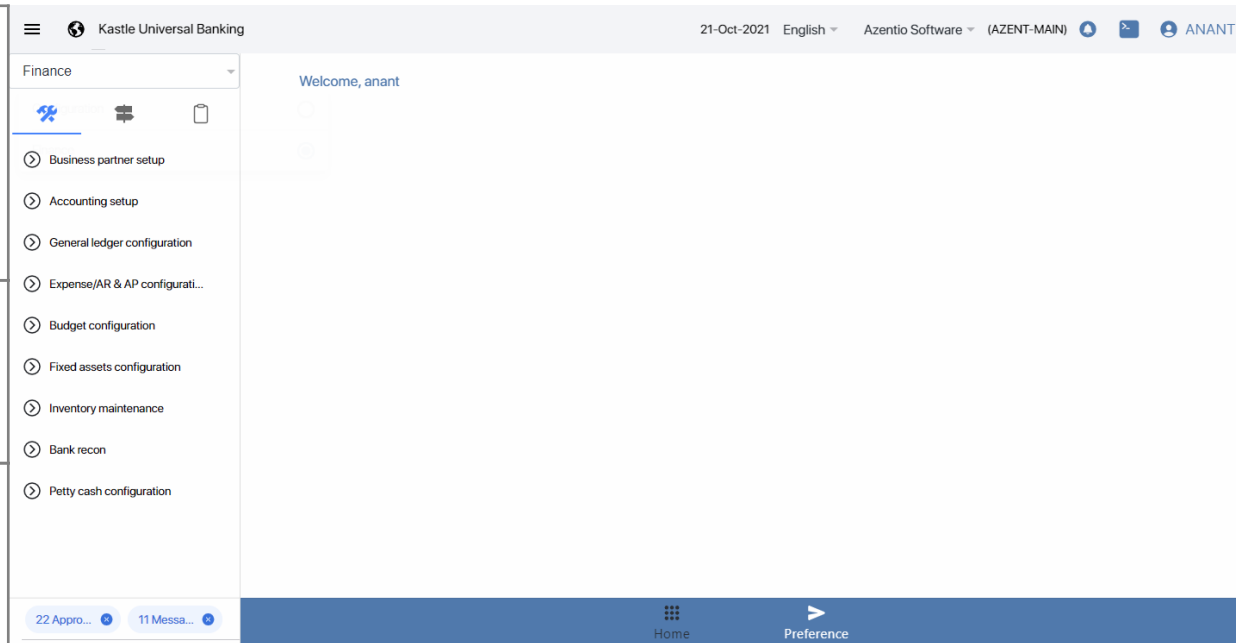 Kastle Universal Banking 21-Oct-2021 English Azentio Software (AZENT-MAIN) ANANT
Finance
Welcome, anant
Business partner setup
Accounting setup
General ledger configuration
Expense/AR & AP configurati...
Budget configuration
Fixed assets configuration
Inventory maintenance
Bank recon
Petty cash configuration
22 Appro... 11 Messa...
Home Preference